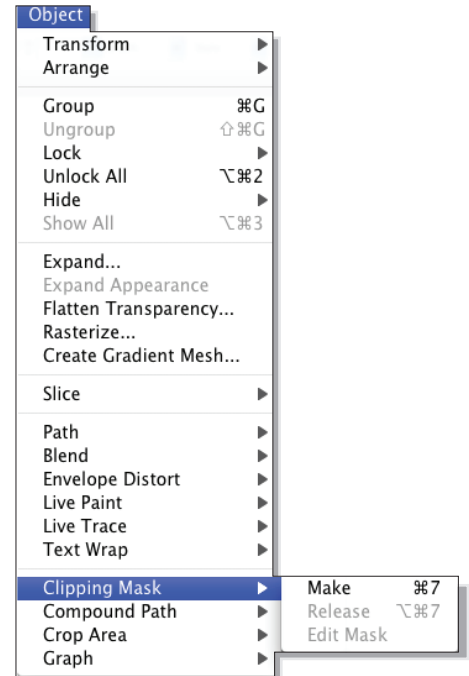 Object
Transform
Arrange
Group ⌘G
Ungroup ⇧⌘G
Lock
Unlock All ⌥⌘2
Hide
Show All ⌥⌘3
Expand...
Expand Appearance
Flatten Transparency...
Rasterize...
Create Gradient Mesh...
Slice
Path
Blend
Envelope Distort
Live Paint
Live Trace
Text Wrap
Clipping Mask
Make ⌘7
Release ⌥⌘7
Edit Mask
Compound Path
Crop Area
Graph